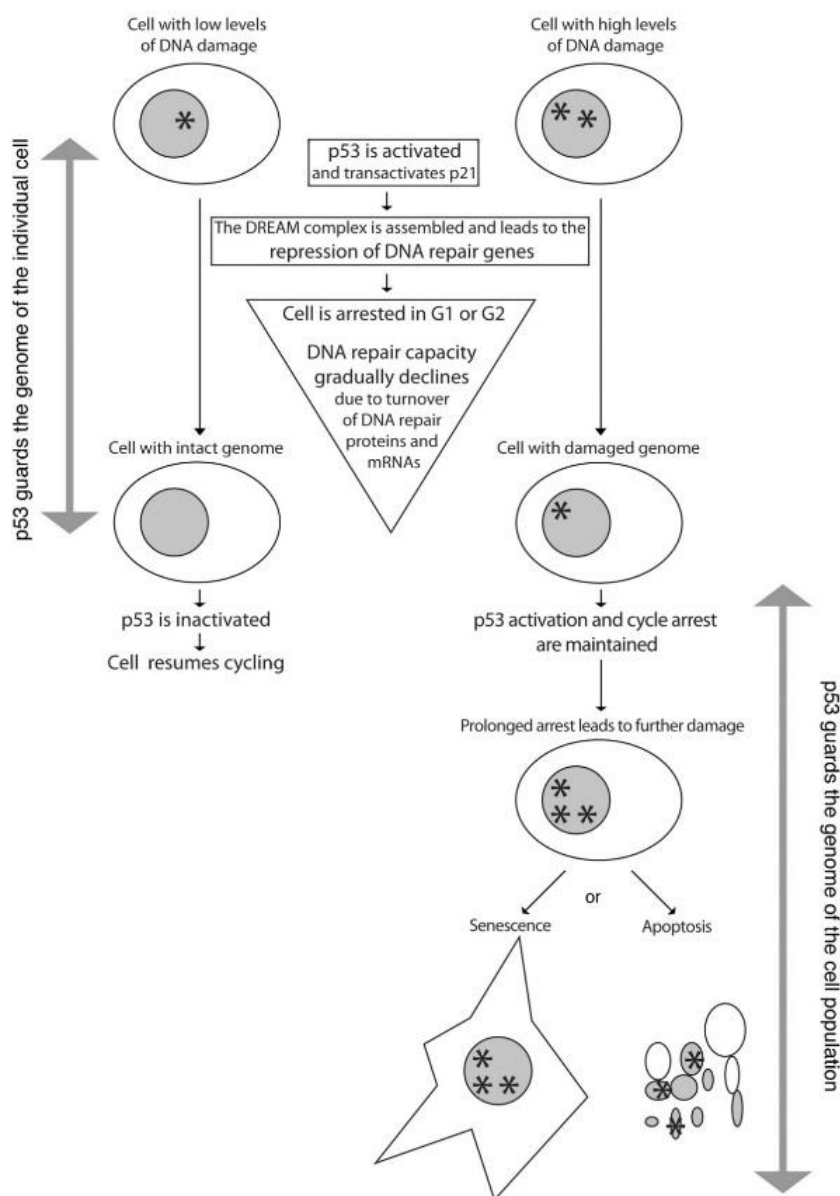 Cell with low levels
of DNA damage
Cell with high levels
of DNA damage
p53 guards the genome of the individual cell
p53 is activated
and transactivates p21
The DREAM complex is assembled and leads to the
repression of DNA repair genes
Cell is arrested in G1 or G2
DNA repair capacity
gradually declines
due to turnover
of DNA repair
proteins and
mRNAs
Cell with intact genome
Cell with damaged genome
p53 is inactivated
Cell resumes cycling
p53 activation and cycle arrest
are maintained
Prolonged arrest leads to further damage
or
Senescence
Apoptosis
p53 guards the genome of the cell population